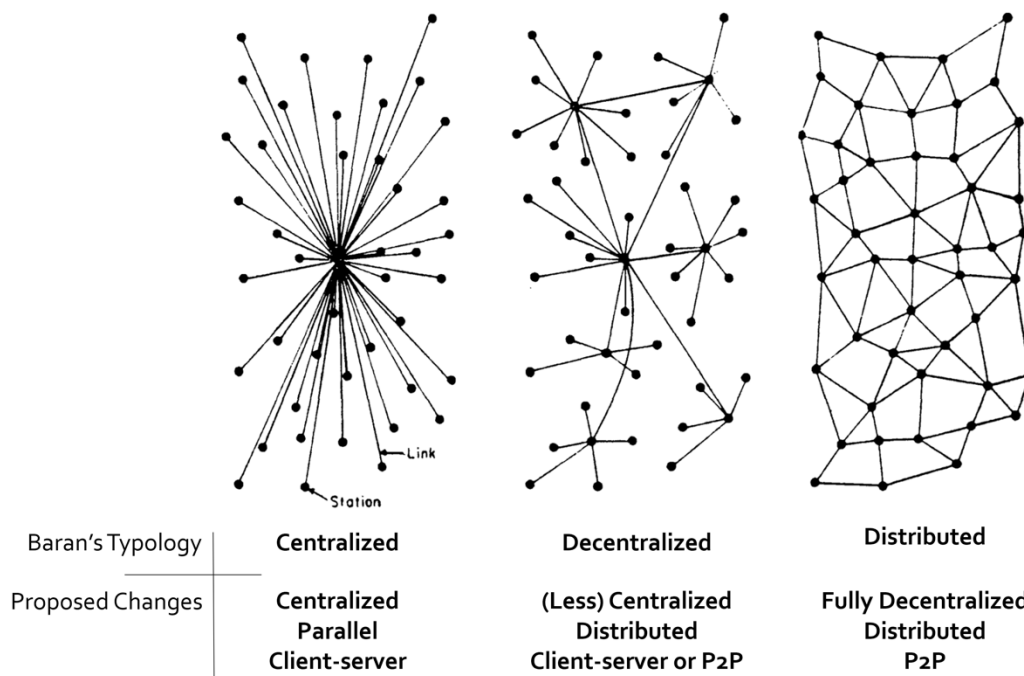 Link
Station
Baran's Typology
Centralized
Decentralized
Distributed
Proposed Changes
Centralized
Parallel
Client-server
(Less) Centralized
Distributed
Client-server or P2P
Fully Decentralized
Distributed
P2P